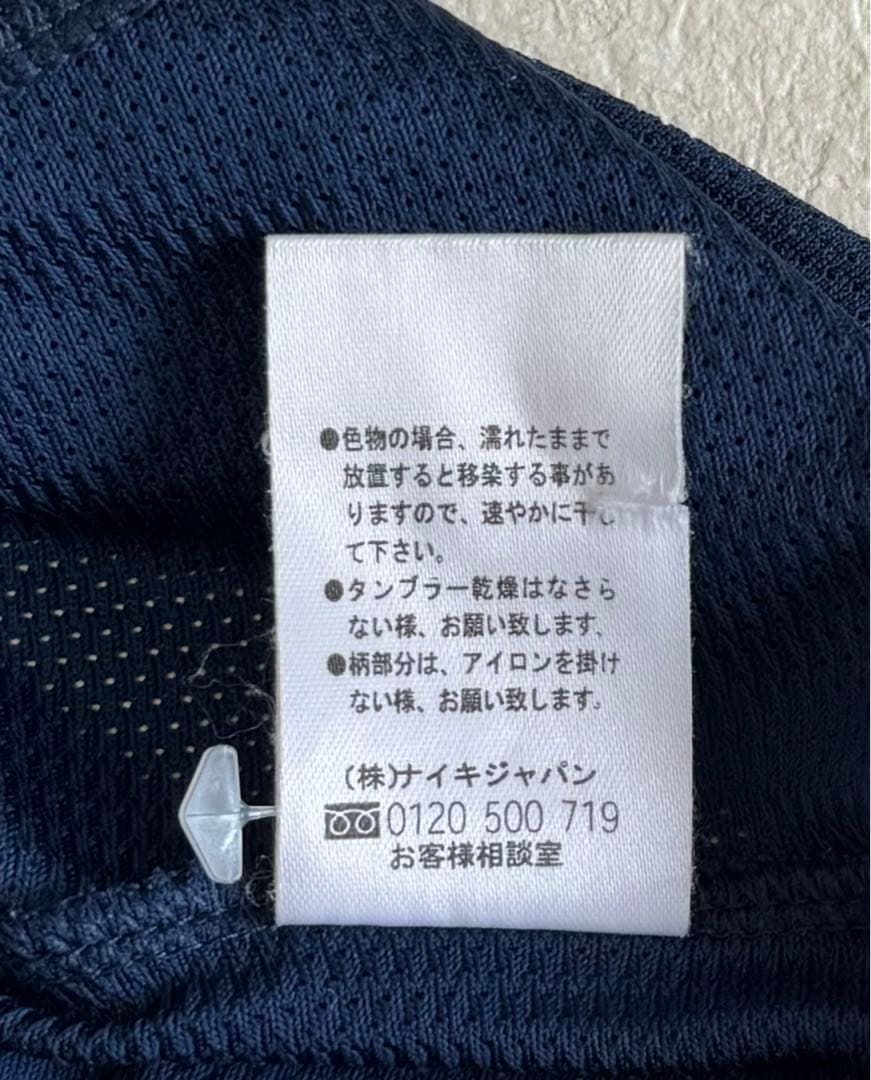 ●色物の場合、濡れたままで
放置すると移染する事があ
りますので、速やかに干し
て下さい。
●タンブラー乾燥はなさら
ない様、お願い致します。
●柄部分は、アイロンを掛け
ない様、お願い致します。
(株)ナイキジャパン
0120 500 719
お客様相談室